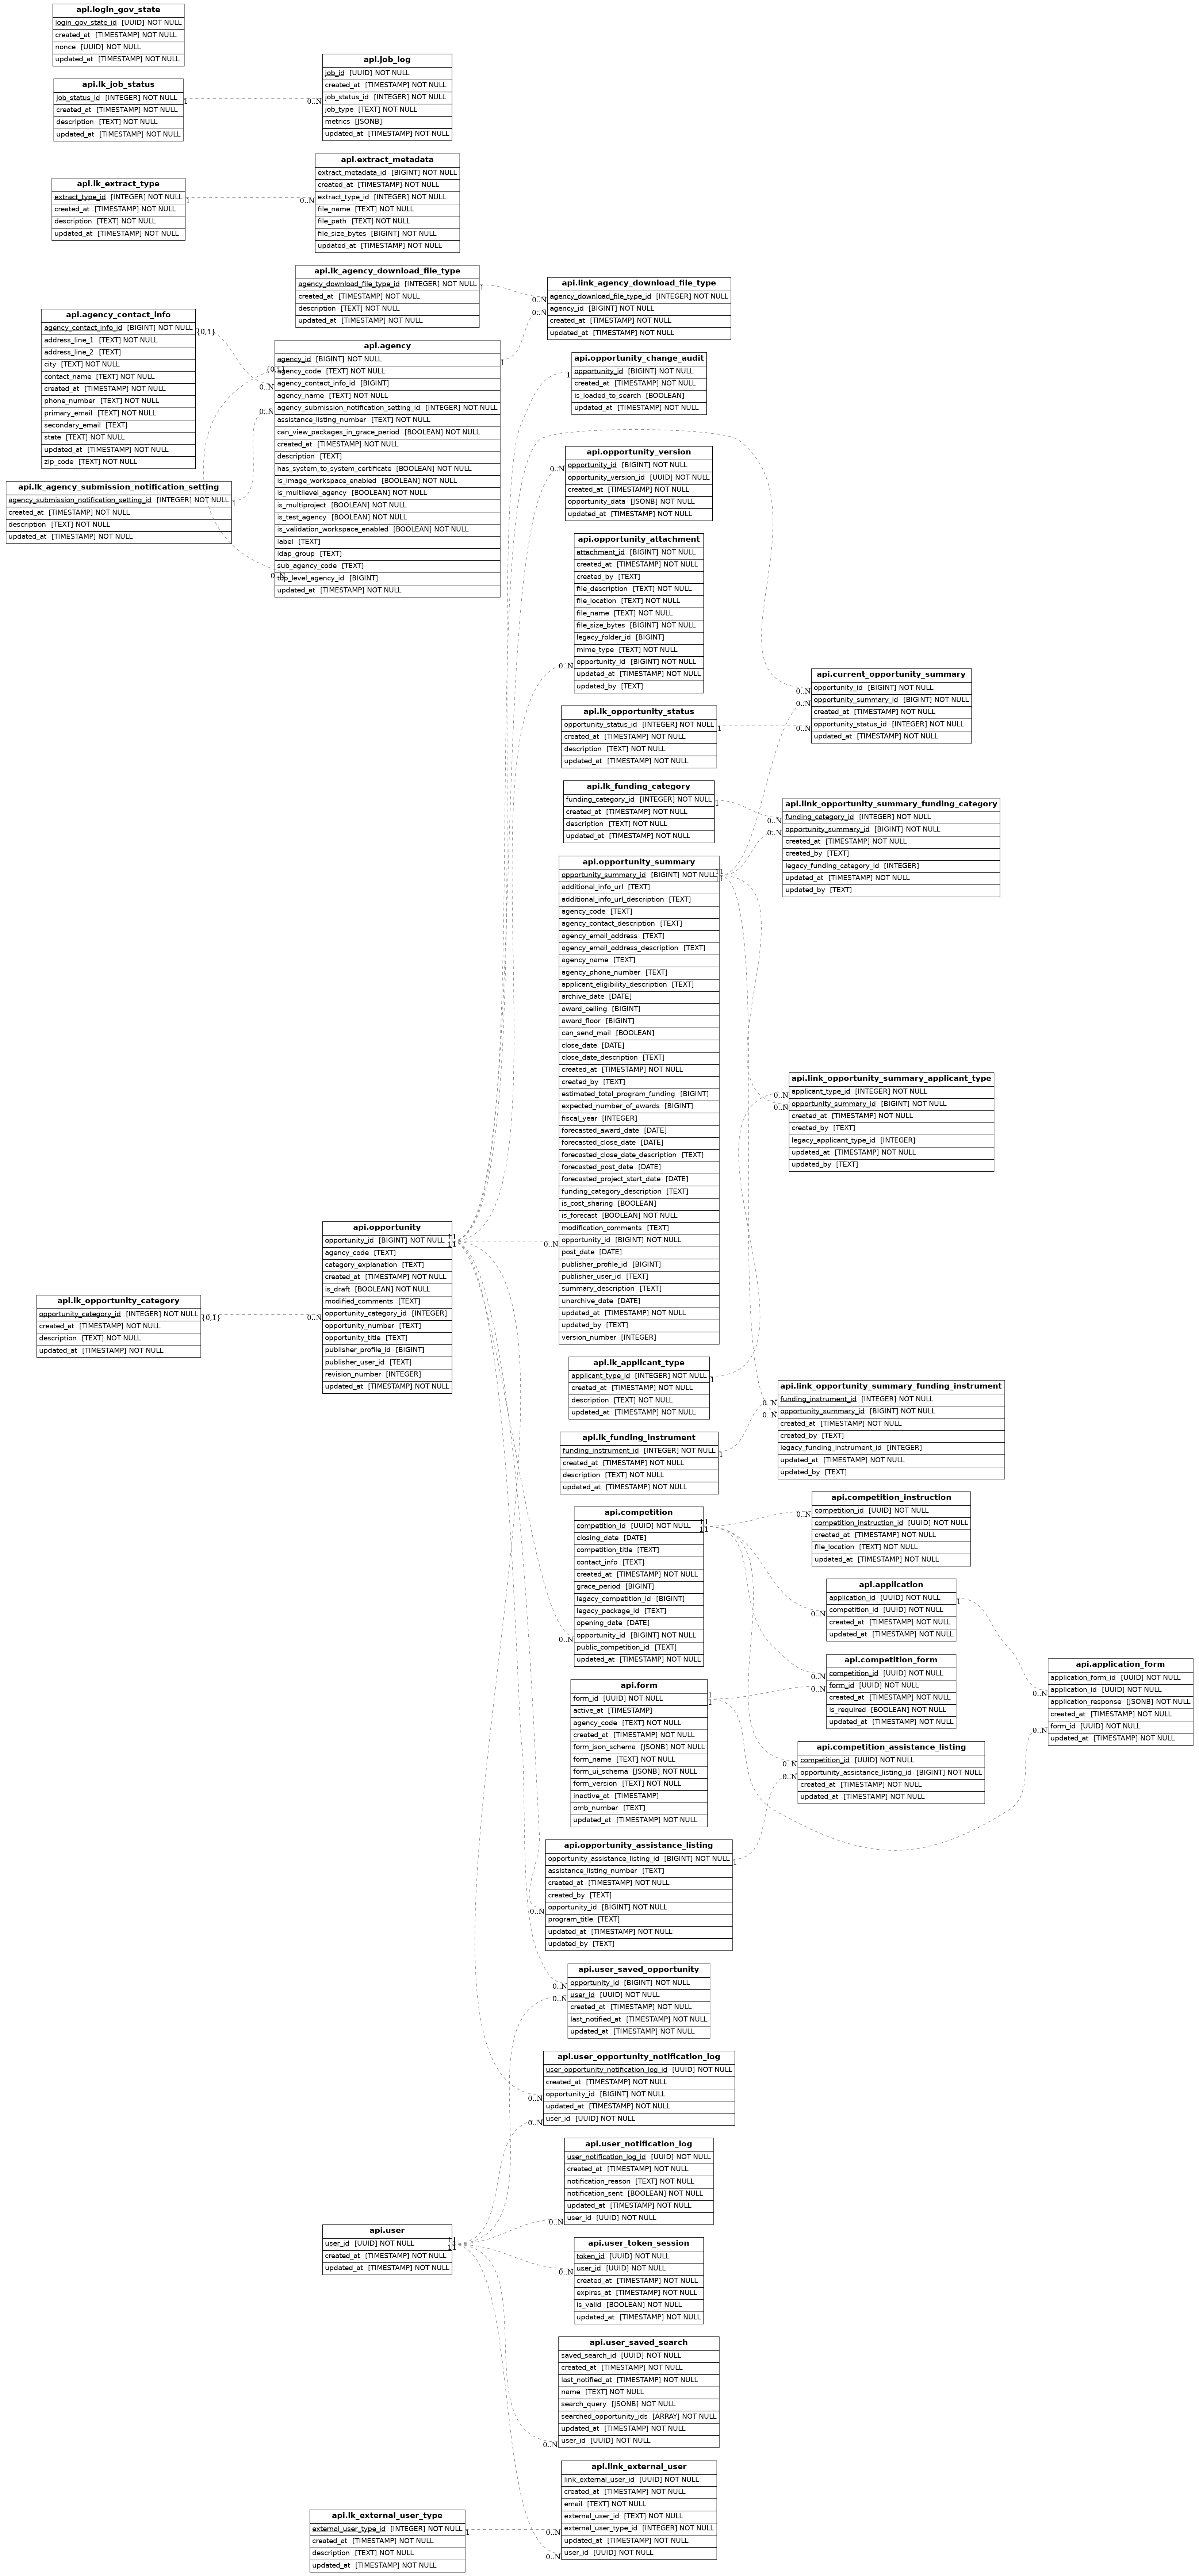 api.login_gov_state
login_gov_state_id [UUID] NOT NULL
created_at [TIMESTAMP] NOT NULL
nonce [UUID] NOT NULL
updated_at [TIMESTAMP] NOT NULL
api.lk_job_status
job_status_id [INTEGER] NOT NULL
created_at [TIMESTAMP] NOT NULL
description [TEXT] NOT NULL
updated_at [TIMESTAMP] NOT NULL
1
0..N
api.job_log
job_id [UUID] NOT NULL
created_at [TIMESTAMP] NOT NULL
job_status_id [INTEGER] NOT NULL
job_type [TEXT] NOT NULL
metrics [JSONB]
updated_at [TIMESTAMP] NOT NULL
api.lk_extract_type
extract_type_id [INTEGER] NOT NULL
created_at [TIMESTAMP] NOT NULL
description [TEXT] NOT NULL
updated_at [TIMESTAMP] NOT NULL
1
0..N
api.extract_metadata
extract_metadata_id [BIGINT] NOT NULL
created_at [TIMESTAMP] NOT NULL
extract_type_id [INTEGER] NOT NULL
file_name [TEXT] NOT NULL
file_path [TEXT] NOT NULL
file_size_bytes [BIGINT] NOT NULL
updated_at [TIMESTAMP] NOT NULL
api.lk_agency_download_file_type
agency_download_file_type_id [INTEGER] NOT NULL
created_at [TIMESTAMP] NOT NULL
description [TEXT] NOT NULL
updated_at [TIMESTAMP] NOT NULL
1
0..N
0..N
api.link_agency_download_file_type
agency_download_file_type_id [INTEGER] NOT NULL
agency_id [BIGINT] NOT NULL
created_at [TIMESTAMP] NOT NULL
updated_at [TIMESTAMP] NOT NULL
api.agency_contact_info
agency_contact_info_id [BIGINT] NOT NULL
address_line_1 [TEXT] NOT NULL
address_line_2 [TEXT]
city [TEXT] NOT NULL
contact_name [TEXT] NOT NULL
created_at [TIMESTAMP] NOT NULL
phone_number [TEXT] NOT NULL
primary_email [TEXT] NOT NULL
secondary_email [TEXT]
state [TEXT] NOT NULL
updated_at [TIMESTAMP] NOT NULL
zip_code [TEXT] NOT NULL
{0,1}
api.lk_agency_submission_notification_setting
agency_submission_notification_setting_id [INTEGER] NOT NULL
created_at [TIMESTAMP] NOT NULL
description [TEXT] NOT NULL
updated_at [TIMESTAMP] NOT NULL
1
{0,1}
0..N
0..N
0..N
api.agency
agency_id [BIGINT] NOT NULL
agency_code [TEXT] NOT NULL
agency_contact_info_id [BIGINT]
agency_name [TEXT] NOT NULL
agency_submission_notification_setting_id [INTEGER] NOT NULL
assistance_listing_number [TEXT] NOT NULL
can_view_packages_in_grace_period [BOOLEAN] NOT NULL
created_at [TIMESTAMP] NOT NULL
description [TEXT]
has_system_to_system_certificate [BOOLEAN] NOT NULL
is_image_workspace_enabled [BOOLEAN] NOT NULL
is_multilevel_agency [BOOLEAN] NOT NULL
is_multiproject [BOOLEAN] NOT NULL
is_test_agency [BOOLEAN] NOT NULL
is_validation_workspace_enabled [BOOLEAN] NOT NULL
label [TEXT]
ldap_group [TEXT]
sub_agency_code [TEXT]
top_level_agency_id [BIGINT]
updated_at [TIMESTAMP] NOT NULL
1
1
api.opportunity_change_audit
opportunity_id [BIGINT] NOT NULL
created_at [TIMESTAMP] NOT NULL
is_loaded_to_search [BOOLEAN]
updated_at [TIMESTAMP] NOT NULL
0..N
api.opportunity_version
opportunity_id [BIGINT] NOT NULL
opportunity_version_id [UUID] NOT NULL
created_at [TIMESTAMP] NOT NULL
opportunity_data [JSONB] NOT NULL
updated_at [TIMESTAMP] NOT NULL
0..N
api.opportunity_attachment
attachment_id [BIGINT] NOT NULL
created_at [TIMESTAMP] NOT NULL
created_by [TEXT]
file_description [TEXT] NOT NULL
file_location [TEXT] NOT NULL
file_name [TEXT] NOT NULL
file_size_bytes [BIGINT] NOT NULL
legacy_folder_id [BIGINT]
mime_type [TEXT] NOT NULL
opportunity_id [BIGINT] NOT NULL
updated_at [TIMESTAMP] NOT NULL
updated_by [TEXT]
api.lk_opportunity_status
opportunity_status_id [INTEGER] NOT NULL
created_at [TIMESTAMP] NOT NULL
description [TEXT] NOT NULL
updated_at [TIMESTAMP] NOT NULL
1
0..N
0..N
0..N
api.current_opportunity_summary
opportunity_id [BIGINT] NOT NULL
opportunity_summary_id [BIGINT] NOT NULL
created_at [TIMESTAMP] NOT NULL
opportunity_status_id [INTEGER] NOT NULL
updated_at [TIMESTAMP] NOT NULL
api.lk_funding_category
funding_category_id [INTEGER] NOT NULL
created_at [TIMESTAMP] NOT NULL
description [TEXT] NOT NULL
updated_at [TIMESTAMP] NOT NULL
1
0..N
0..N
api.link_opportunity_summary_funding_category
funding_category_id [INTEGER] NOT NULL
opportunity_summary_id [BIGINT] NOT NULL
created_at [TIMESTAMP] NOT NULL
created_by [TEXT]
legacy_funding_category_id [INTEGER]
updated_at [TIMESTAMP] NOT NULL
updated_by [TEXT]
api.opportunity_summary
opportunity_summary_id [BIGINT] NOT NULL
additional_info_url [TEXT]
additional_info_url_description [TEXT]
agency_code [TEXT]
agency_contact_description [TEXT]
agency_email_address [TEXT]
agency_email_address_description [TEXT]
agency_name [TEXT]
agency_phone_number [TEXT]
applicant_eligibility_description [TEXT]
archive_date [DATE]
award_ceiling [BIGINT]
award_floor [BIGINT]
can_send_mail [BOOLEAN]
close_date [DATE]
close_date_description [TEXT]
created_at [TIMESTAMP] NOT NULL
created_by [TEXT]
estimated_total_program_funding [BIGINT]
expected_number_of_awards [BIGINT]
fiscal_year [INTEGER]
forecasted_award_date [DATE]
forecasted_close_date [DATE]
forecasted_close_date_description [TEXT]
forecasted_post_date [DATE]
forecasted_project_start_date [DATE]
funding_category_description [TEXT]
is_cost_sharing [BOOLEAN]
is_forecast [BOOLEAN] NOT NULL
modification_comments [TEXT]
opportunity_id [BIGINT] NOT NULL
post_date [DATE]
publisher_profile_id [BIGINT]
publisher_user_id [TEXT]
summary_description [TEXT]
unarchive_date [DATE]
updated_at [TIMESTAMP] NOT NULL
updated_by [TEXT]
version_number [INTEGER]
11
11
0..N
0..N
0..N
api.link_opportunity_summary_applicant_type
applicant_type_id [INTEGER] NOT NULL
opportunity_summary_id [BIGINT] NOT NULL
created_at [TIMESTAMP] NOT NULL
created_by [TEXT]
legacy_applicant_type_id [INTEGER]
updated_at [TIMESTAMP] NOT NULL
updated_by [TEXT]
api.lk_opportunity_category
opportunity_category_id [INTEGER] NOT NULL
created_at [TIMESTAMP] NOT NULL
description [TEXT] NOT NULL
updated_at [TIMESTAMP] NOT NULL
{0,1}
0..N
api.opportunity
opportunity_id [BIGINT] NOT NULL
agency_code [TEXT]
category_explanation [TEXT]
created_at [TIMESTAMP] NOT NULL
is_draft [BOOLEAN] NOT NULL
modified_comments [TEXT]
opportunity_category_id [INTEGER]
opportunity_number [TEXT]
opportunity_title [TEXT]
publisher_profile_id [BIGINT]
publisher_user_id [TEXT]
revision_number [INTEGER]
updated_at [TIMESTAMP] NOT NULL
11
11
api.lk_applicant_type
applicant_type_id [INTEGER] NOT NULL
created_at [TIMESTAMP] NOT NULL
description [TEXT] NOT NULL
updated_at [TIMESTAMP] NOT NULL
1
api.lk_funding_instrument
funding_instrument_id [INTEGER] NOT NULL
created_at [TIMESTAMP] NOT NULL
description [TEXT] NOT NULL
updated_at [TIMESTAMP] NOT NULL
1
0..N
0..N
api.link_opportunity_summary_funding_instrument
funding_instrument_id [INTEGER] NOT NULL
opportunity_summary_id [BIGINT] NOT NULL
created_at [TIMESTAMP] NOT NULL
created_by [TEXT]
legacy_funding_instrument_id [INTEGER]
updated_at [TIMESTAMP] NOT NULL
updated_by [TEXT]
api.competition
competition_id [UUID] NOT NULL
closing_date [DATE]
competition_title [TEXT]
contact_info [TEXT]
created_at [TIMESTAMP] NOT NULL
grace_period [BIGINT]
legacy_competition_id [BIGINT]
legacy_package_id [TEXT]
opening_date [DATE]
opportunity_id [BIGINT] NOT NULL
public_competition_id [TEXT]
updated_at [TIMESTAMP] NOT NULL
11
11
0..N
0..N
api.competition_instruction
competition_id [UUID] NOT NULL
competition_instruction_id [UUID] NOT NULL
created_at [TIMESTAMP] NOT NULL
file_location [TEXT] NOT NULL
updated_at [TIMESTAMP] NOT NULL
0..N
api.application
application_id [UUID] NOT NULL
competition_id [UUID] NOT NULL
created_at [TIMESTAMP] NOT NULL
updated_at [TIMESTAMP] NOT NULL
1
0..N
0..N
api.competition_form
competition_id [UUID] NOT NULL
form_id [UUID] NOT NULL
created_at [TIMESTAMP] NOT NULL
is_required [BOOLEAN] NOT NULL
updated_at [TIMESTAMP] NOT NULL
0..N
0..N
api.application_form
application_form_id [UUID] NOT NULL
application_id [UUID] NOT NULL
application_response [JSONB] NOT NULL
created_at [TIMESTAMP] NOT NULL
form_id [UUID] NOT NULL
updated_at [TIMESTAMP] NOT NULL
api.form
form_id [UUID] NOT NULL
active_at [TIMESTAMP]
agency_code [TEXT] NOT NULL
created_at [TIMESTAMP] NOT NULL
form_json_schema [JSONB] NOT NULL
form_name [TEXT] NOT NULL
form_ui_schema [JSONB] NOT NULL
form_version [TEXT] NOT NULL
inactive_at [TIMESTAMP]
omb_number [TEXT]
updated_at [TIMESTAMP] NOT NULL
1
1
0..N
0..N
api.competition_assistance_listing
competition_id [UUID] NOT NULL
opportunity_assistance_listing_id [BIGINT] NOT NULL
created_at [TIMESTAMP] NOT NULL
updated_at [TIMESTAMP] NOT NULL
api.opportunity_assistance_listing
opportunity_assistance_listing_id [BIGINT] NOT NULL
assistance_listing_number [TEXT]
created_at [TIMESTAMP] NOT NULL
created_by [TEXT]
opportunity_id [BIGINT] NOT NULL
program_title [TEXT]
updated_at [TIMESTAMP] NOT NULL
updated_by [TEXT]
1
0..N
api.user_saved_opportunity
opportunity_id [BIGINT] NOT NULL
user_id [UUID] NOT NULL
created_at [TIMESTAMP] NOT NULL
last_notified_at [TIMESTAMP] NOT NULL
updated_at [TIMESTAMP] NOT NULL
0..N
0..N
api.user_opportunity_notification_log
user_opportunity_notification_log_id [UUID] NOT NULL
created_at [TIMESTAMP] NOT NULL
opportunity_id [BIGINT] NOT NULL
updated_at [TIMESTAMP] NOT NULL
user_id [UUID] NOT NULL
0..N
0..N
api.user_notification_log
user_notification_log_id [UUID] NOT NULL
created_at [TIMESTAMP] NOT NULL
notification_reason [TEXT] NOT NULL
notification_sent [BOOLEAN] NOT NULL
updated_at [TIMESTAMP] NOT NULL
user_id [UUID] NOT NULL
0..N
api.user
user_id [UUID] NOT NULL
created_at [TIMESTAMP] NOT NULL
updated_at [TIMESTAMP] NOT NULL
11
11
api.user_token_session
token_id [UUID] NOT NULL
user_id [UUID] NOT NULL
created_at [TIMESTAMP] NOT NULL
expires_at [TIMESTAMP] NOT NULL
is_valid [BOOLEAN] NOT NULL
updated_at [TIMESTAMP] NOT NULL
0..N
api.user_saved_search
saved_search_id [UUID] NOT NULL
created_at [TIMESTAMP] NOT NULL
last_notified_at [TIMESTAMP] NOT NULL
name [TEXT] NOT NULL
search_query [JSONB] NOT NULL
searched_opportunity_ids [ARRAY] NOT NULL
updated_at [TIMESTAMP] NOT NULL
user_id [UUID] NOT NULL
0..N
api.link_external_user
link_external_user_id [UUID] NOT NULL
created_at [TIMESTAMP] NOT NULL
email [TEXT] NOT NULL
external_user_id [TEXT] NOT NULL
external_user_type_id [INTEGER] NOT NULL
updated_at [TIMESTAMP] NOT NULL
user_id [UUID] NOT NULL
0..N
0..N
api.lk_external_user_type
external_user_type_id [INTEGER] NOT NULL
created_at [TIMESTAMP] NOT NULL
description [TEXT] NOT NULL
updated_at [TIMESTAMP] NOT NULL
1